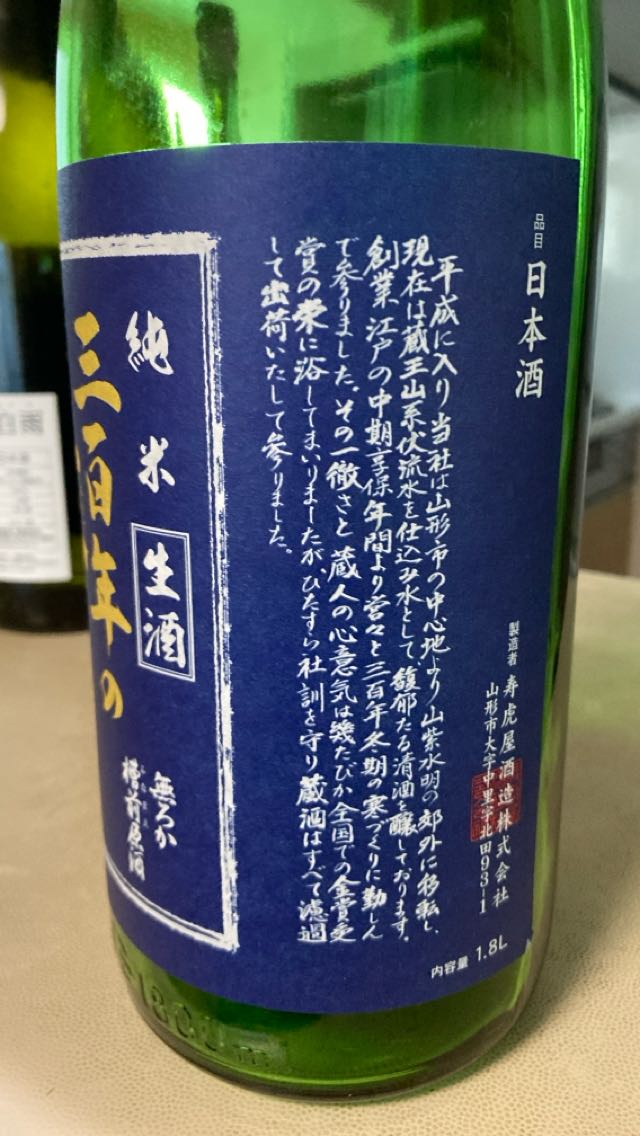 品目 日本酒
平成に入り当社は山形市の中心地より山紫水明の郊外に移転し、
現在は蔵王山系伏流水を仕込み水として馥郁たる清酒を醸しております。
創業、江戸の中期享保年間より営々と三百年冬期の寒づくりに勤しん
で参りました。その一徹さと蔵人の心意気は幾たびか全国での金賞受
賞の栄に浴してまいりましたが、ひたすら社訓を守り蔵酒はすべて濾過
して出荷いたして参りました。
製造者 寿虎屋酒造株式会社
山形市大字中里字北田93-1
内容量 1.8L
純米 生酒
三百年の
無ろか
槽前原酒